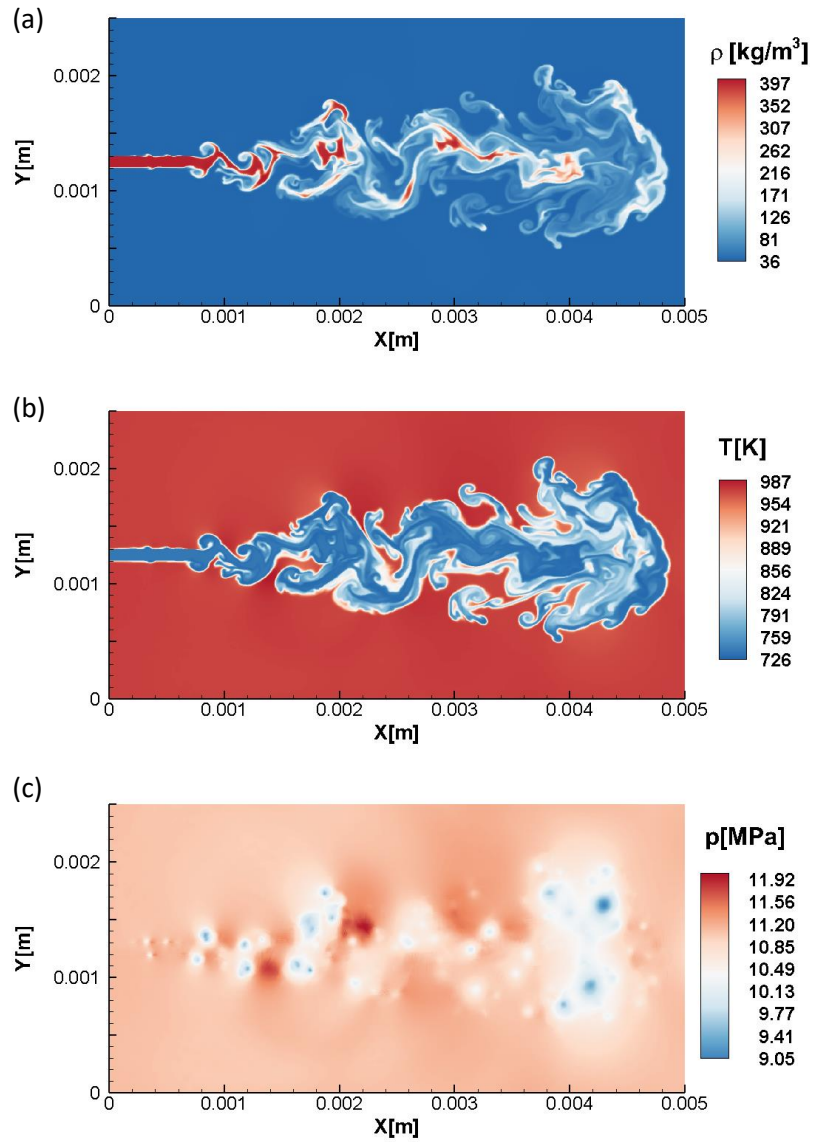 (a)
ρ [kg/m³]
397
352
307
262
216
171
126
81
36
Y[m]
0.002
0.001
0
0 0.001 0.002 0.003 0.004 0.005
X[m]
(b)
T[K]
987
954
921
889
856
824
791
759
726
Y[m]
0.002
0.001
0
0 0.001 0.002 0.003 0.004 0.005
X[m]
(c)
p[MPa]
11.92
11.56
11.20
10.85
10.49
10.13
9.77
9.41
9.05
Y[m]
0.002
0.001
0
0 0.001 0.002 0.003 0.004 0.005
X[m]